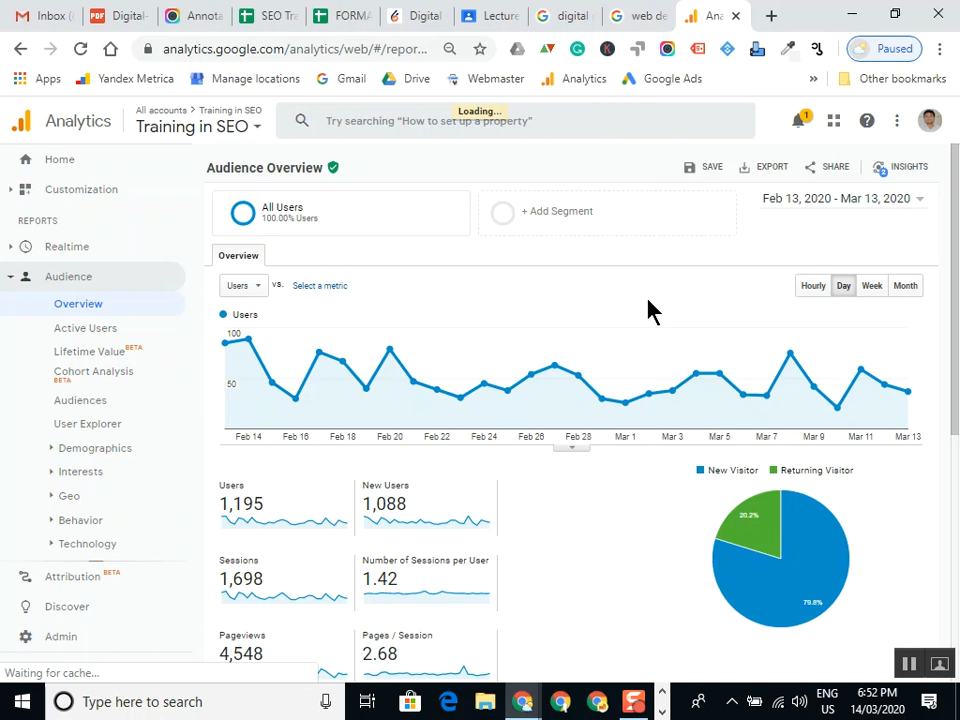 Inbox (
Digital-
Annota
SEO Tra
FORMA
Digital
Lecture
digital
web de
Ana
analytics.google.com/analytics/web/#/repor...
Paused
Apps
Yandex Metrica
Manage locations
Gmail
Drive
Webmaster
Analytics
Google Ads
»
Other bookmarks
Analytics
All accounts > Training in SEO
Training in SEO
Loading...
Try searching “How to set up a property”
1
Home
Customization
REPORTS
Realtime
Audience
Overview
Active Users
Lifetime Value BETA
Cohort Analysis
BETA
Audiences
User Explorer
Demographics
Interests
Geo
Behavior
Technology
Attribution BETA
Discover
Admin
Audience Overview
SAVE
EXPORT
SHARE
2
INSIGHTS
All Users
100.00% Users
+ Add Segment
Feb 13, 2020 - Mar 13, 2020
Overview
Users
VS.
Select a metric
Hourly
Day
Week
Month
Users
100
50
Feb 14
Feb 16
Feb 18
Feb 20
Feb 22
Feb 24
Feb 26
Feb 28
Mar 1
Mar 3
Mar 5
Mar 7
Mar 9
Mar 11
Mar 13
New Visitor
Returning Visitor
Users
1,195
New Users
1,088
Sessions
1,698
Number of Sessions per User
1.42
Pageviews
4,548
Pages / Session
2.68
20.2%
79.8%
Waiting for cache...
Type here to search
ENG
US
6:52 PM
14/03/2020